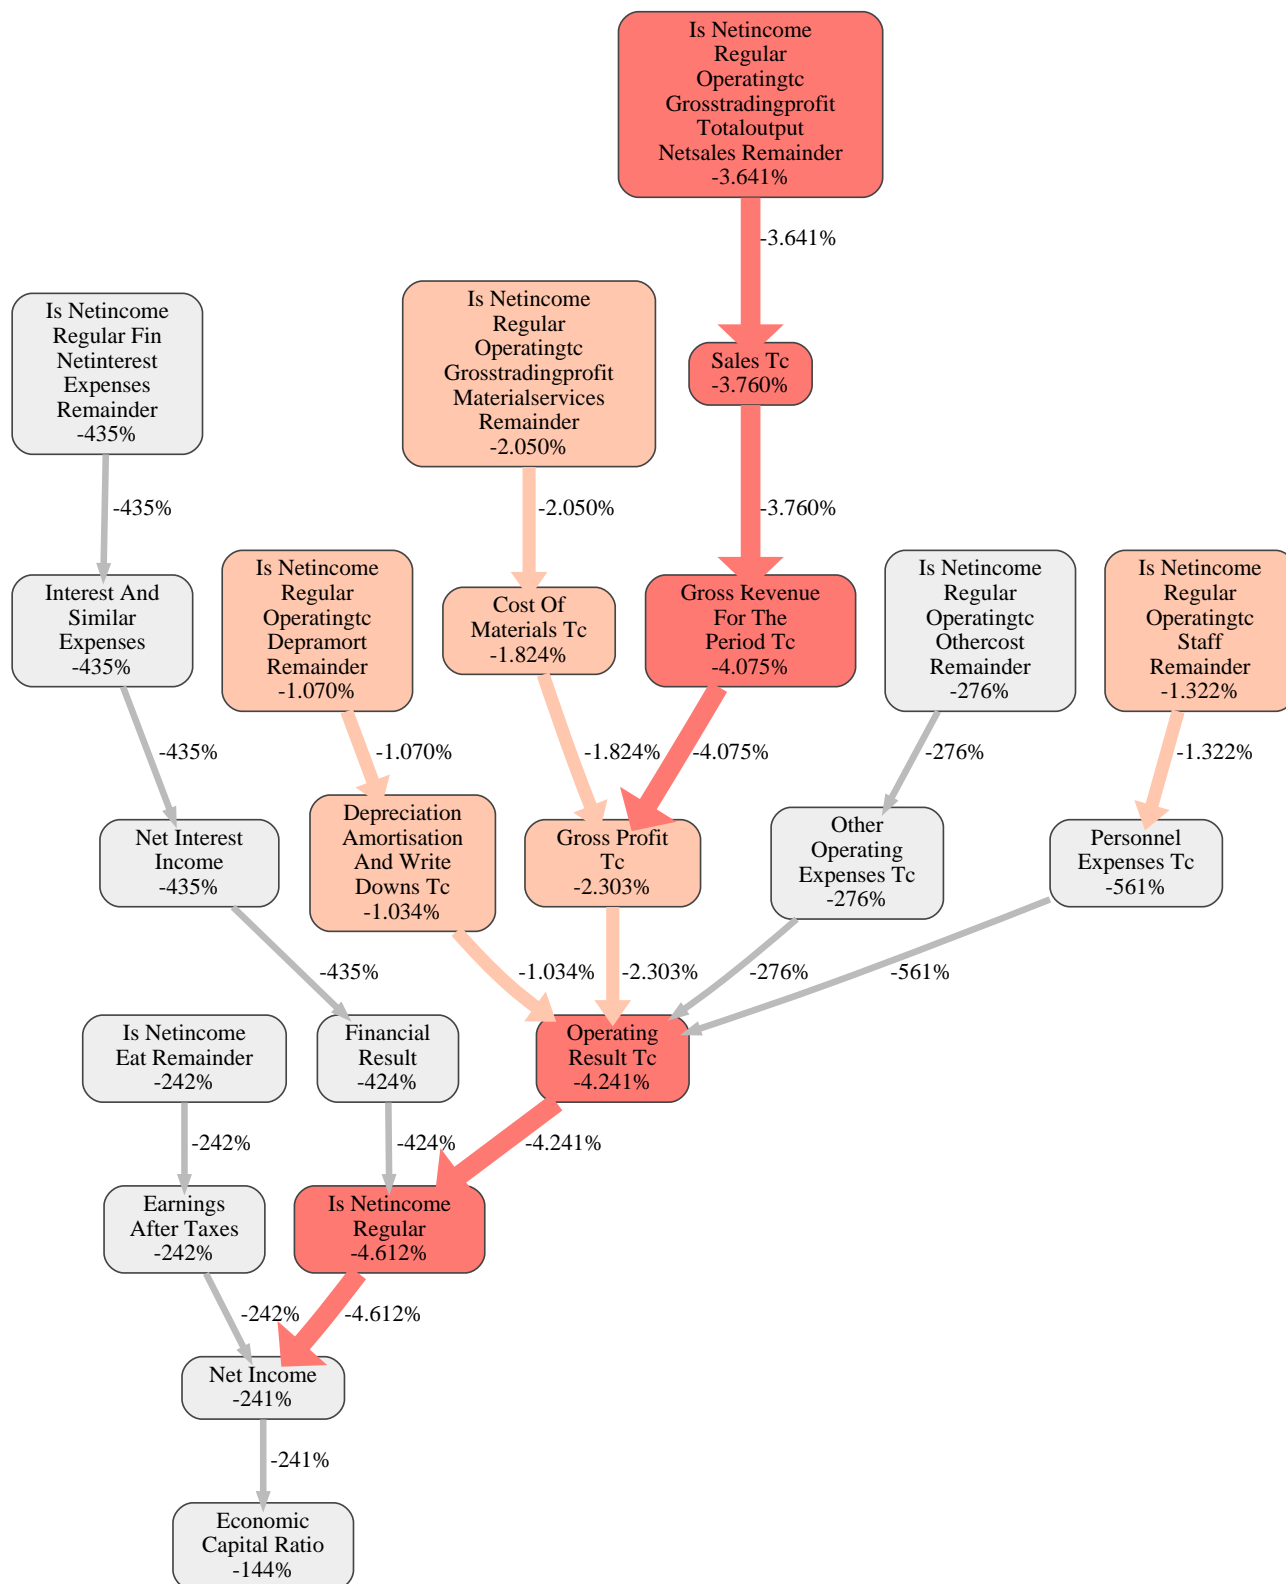 Is Netincome
Regular
Operatingtc
Grosstradingprofit
Totaloutput
Netsales Remainder
-3.641%
-3.641%
Is Netincome
Regular Fin
Netinterest
Expenses
Remainder
-435%
Is Netincome
Regular
Operatingtc
Grosstradingprofit
Materialservices
Remainder
-2.050%
Sales Tc
-3.760%
-435%
-2.050%
-3.760%
Interest And
Similar
Expenses
-435%
Is Netincome
Regular
Operatingtc
Depramort
Remainder
-1.070%
Cost Of
Materials Tc
-1.824%
Gross Revenue
For The
Period Tc
-4.075%
Is Netincome
Regular
Operatingtc
Othercost
Remainder
-276%
Is Netincome
Regular
Operatingtc
Staff
Remainder
-1.322%
-435%
-1.070%
-1.824%
-4.075%
-276%
-1.322%
Net Interest
Income
-435%
Depreciation
Amortisation
And Write
Downs Tc
-1.034%
Gross Profit
Tc
-2.303%
Other
Operating
Expenses Tc
-276%
Personnel
Expenses Tc
-561%
-435%
-1.034%
-2.303%
-276%
-561%
Is Netincome
Eat Remainder
-242%
Financial
Result
-424%
Operating
Result Tc
-4.241%
-242%
-424%
-4.241%
Earnings
After Taxes
-242%
Is Netincome
Regular
-4.612%
-242%
-4.612%
Net Income
-241%
-241%
Economic
Capital Ratio
-144%